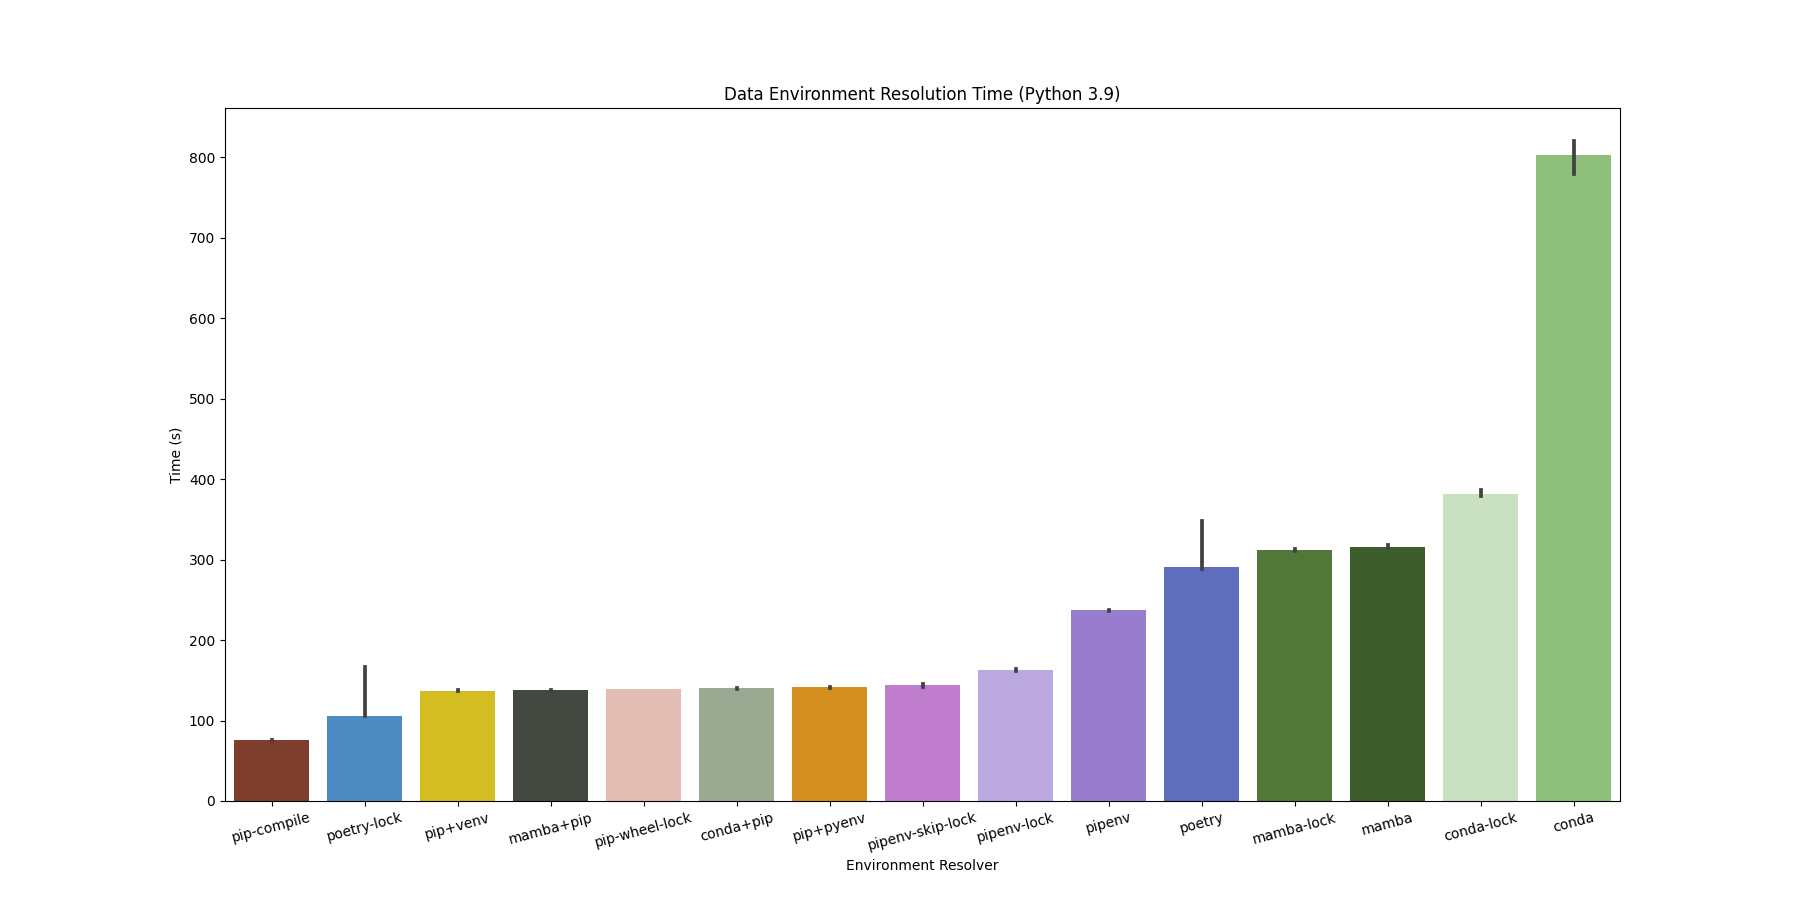 Data Environment Resolution Time (Python 3.9)
Time (s)
800
700
600
500
400
300
200
100
0
pip-compile
poetry-lock
pip+venv
mamba+pip
pip-wheel-lock
conda+pip
pip+pyenv
pipenv-skip-lock
pipenv-lock
pipenv
poetry
mamba-lock
mamba
conda-lock
conda
Environment Resolver